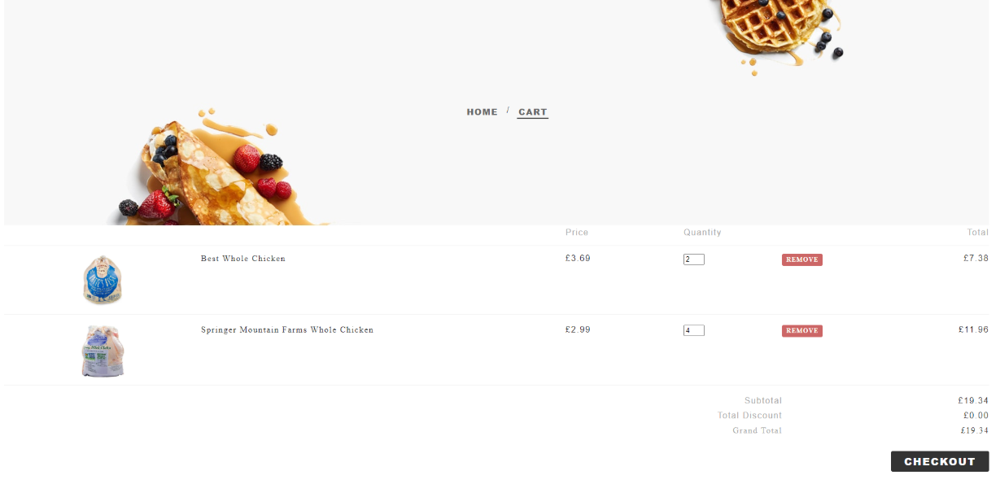 HOME / CART
Price Quantity Total
Best Whole Chicken £3.69 2 REMOVE £7.38
Springer Mountain Farms Whole Chicken £2.99 4 REMOVE £11.96
Subtotal £19.34
Total Discount £0.00
Grand Total £19.34
CHECKOUT